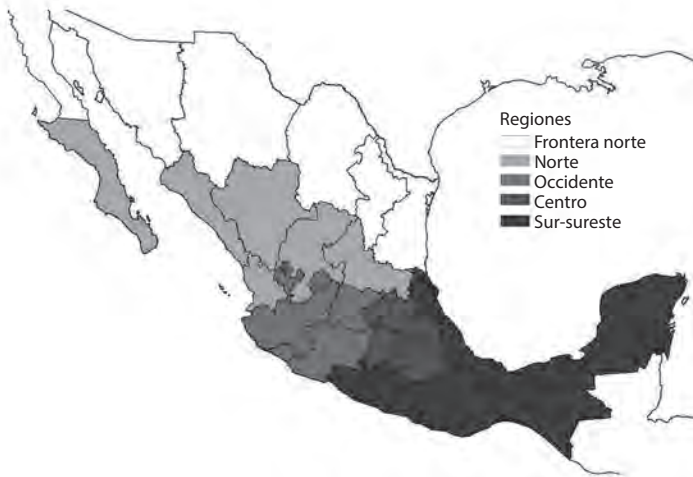 Regiones
Frontera norte
Norte
Occidente
Centro
Sur-sureste